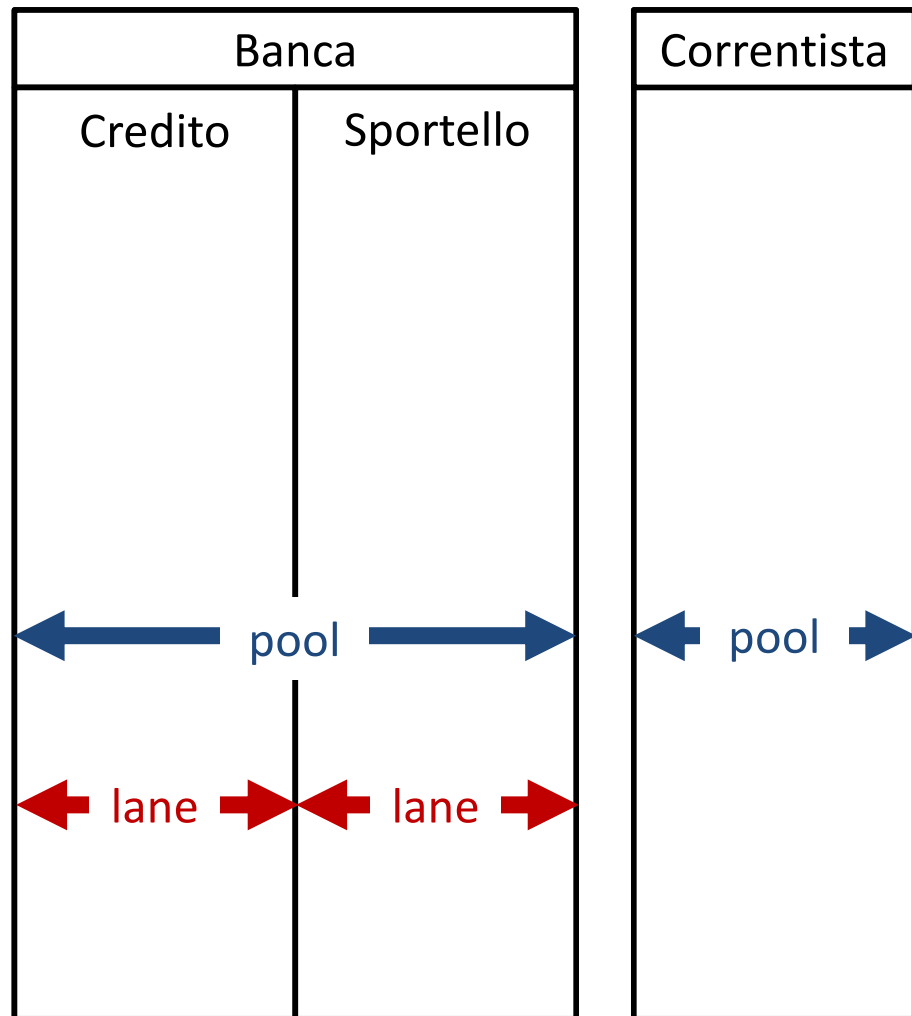 Banca
Correntista
Credito
Sportello
pool
pool
lane
lane